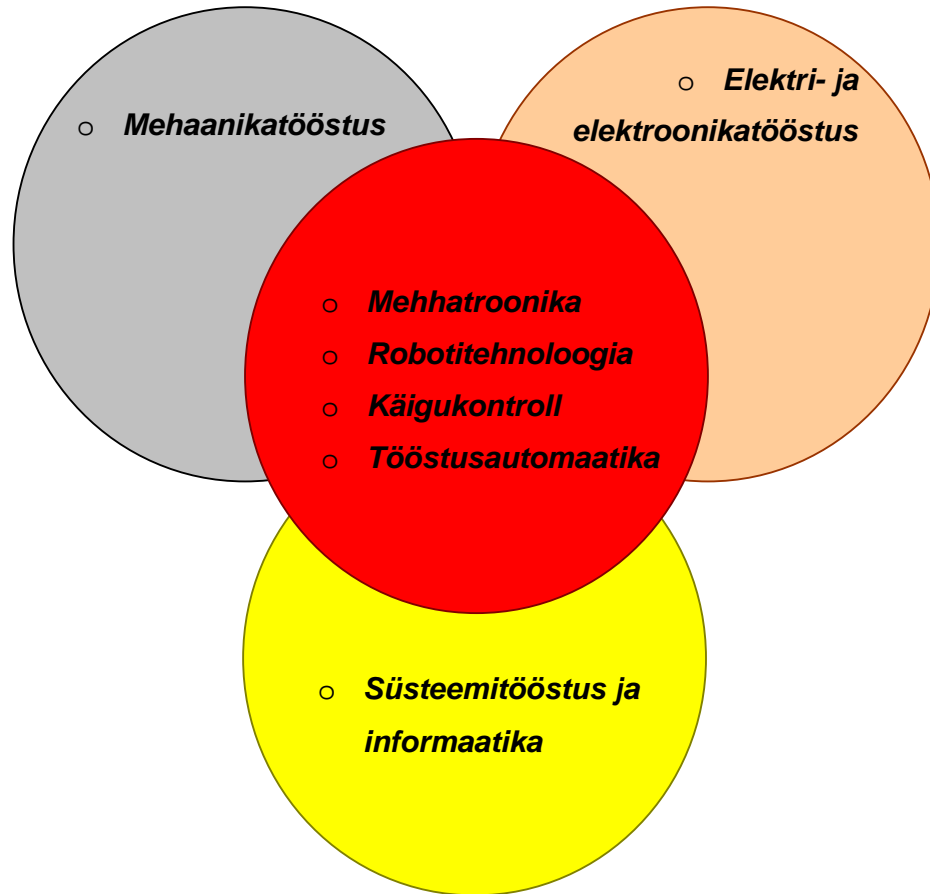 o Mehaanikatööstus
o Elektri- ja
elektroonikatööstus
o Mehhatroonika
o Robotitehnoloogia
o Käigukontroll
o Tööstusautomaatika
o Süsteemitööstus ja
informaatika